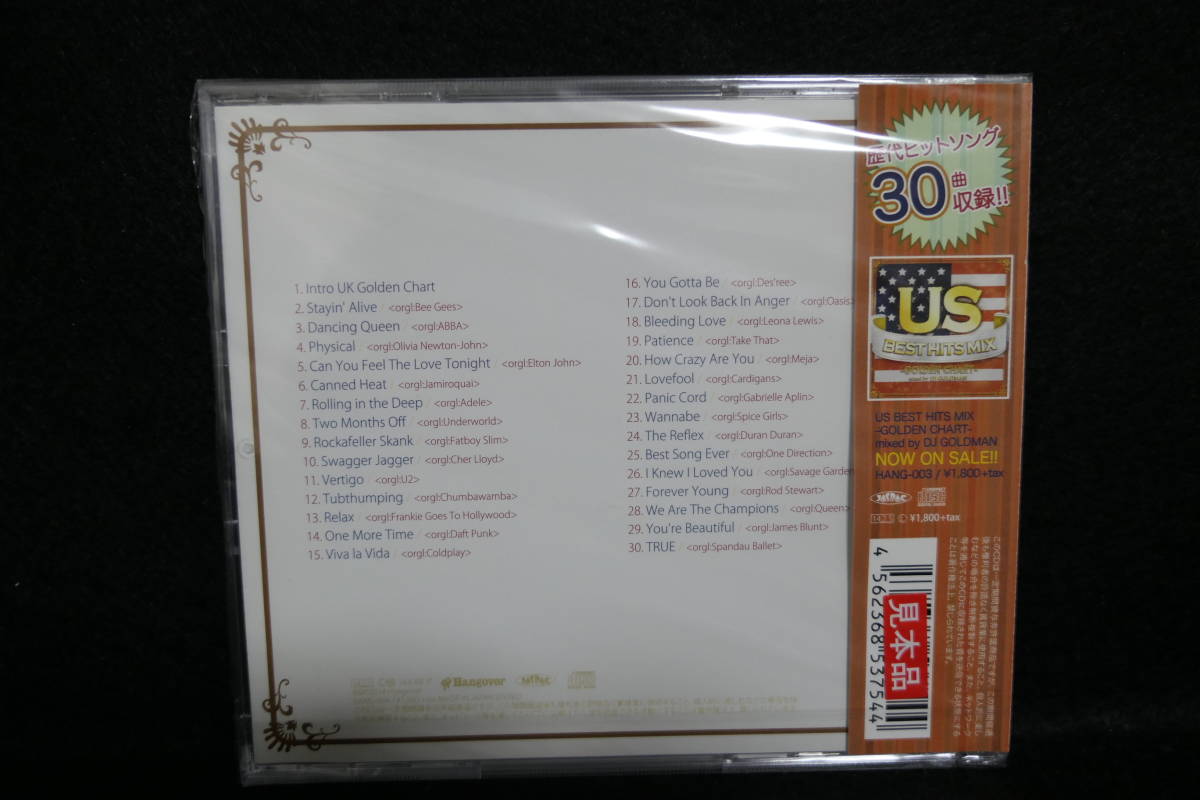 1. Intro UK Golden Chart
2. Stayin' Alive / <orgl:Bee Gees>
3. Dancing Queen / <orgl:ABBA>
4. Physical / <orgl:Olivia Newton-John>
5. Can You Feel The Love Tonight / <orgl:Elton John>
6. Canned Heat / <orgl:Jamiroquai>
7. Rolling in the Deep / <orgl:Adele>
8. Two Months Off / <orgl:Underworld>
9. Rockafeller Skank / <orgl:Fatboy Slim>
10. Swagger Jagger / <orgl:Cher Lloyd>
11. Vertigo / <orgl:U2>
12. Tubthumping / <orgl:Chumbawamba>
13. Relax / <orgl:Frankie Goes To Hollywood>
14. One More Time / <orgl:Daft Punk>
15. Viva la Vida / <orgl:Coldplay>
16. You Gotta Be / <orgl:Des'ree>
17. Don't Look Back In Anger / <orgl:Oasis>
18. Bleeding Love / <orgl:Leona Lewis>
19. Patience / <orgl:Take That>
20. How Crazy Are You / <orgl:Meja>
21. Lovefool / <orgl:Cardigans>
22. Panic Cord / <orgl:Gabrielle Aplin>
23. Wannabe / <orgl:Spice Girls>
24. The Reflex / <orgl:Duran Duran>
25. Best Song Ever / <orgl:One Direction>
26. I Knew I Loved You / <orgl:Savage Garden
27. Forever Young / <orgl:Rod Stewart>
28. We Are The Champions / <orgl:Queen>
29. You're Beautiful / <orgl:James Blunt>
30. TRUE / <orgl:Spandau Ballet>
Hangover
歴代ヒットソング
30曲
収録!!
US
BEST HITS MIX
-GOLDEN CHART-
mixed by DJ GOLDMAN
US BEST HITS MIX
-GOLDEN CHART-
mixed by DJ GOLDMAN
NOW ON SALE!!
HANG-003 / ¥1,800+tax
¥1,800+tax
4 562368 537544
見本品